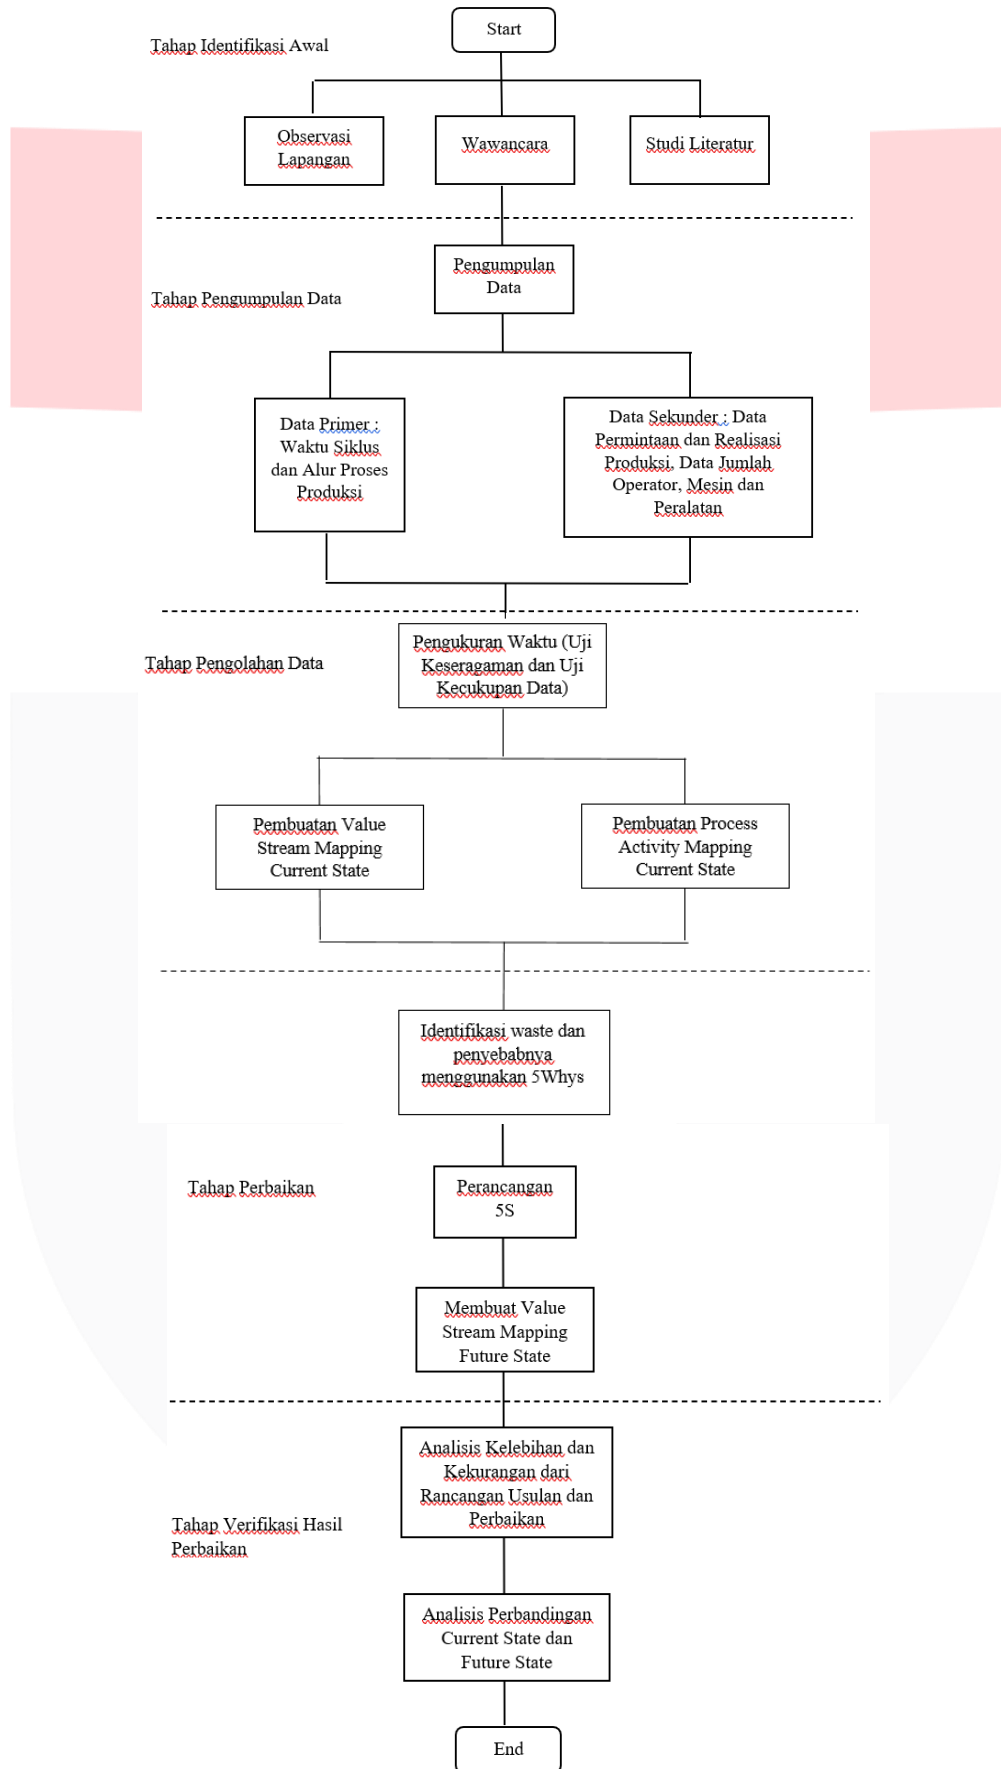 Start
Tahap Identifikasi Awal
Observasi
Lapangan
Wawancara
Studi Literatur
Pengumpulan
Data
Tahap Pengumpulan Data
Data Primer :
Waktu Siklus
dan Alur Proses
Produksi
Data Sekunder : Data
Permintaan dan Realisasi
Produksi, Data Jumlah
Operator, Mesin dan
Peralatan
Tahap Pengolahan Data
Pengukuran Waktu (Uji
Keseragaman dan Uji
Kecukupan Data)
Pembuatan Value
Stream Mapping
Current State
Pembuatan Process
Activity Mapping
Current State
Identifikasi waste dan
penyebabnya
menggunakan 5Whys
Tahap Perbaikan
Perancangan
5S
Membuat Value
Stream Mapping
Future State
Analisis Kelebihan dan
Kekurangan dari
Rancangan Usulan dan
Perbaikan
Tahap Verifikasi Hasil
Perbaikan
Analisis Perbandingan
Current State dan
Future State
End